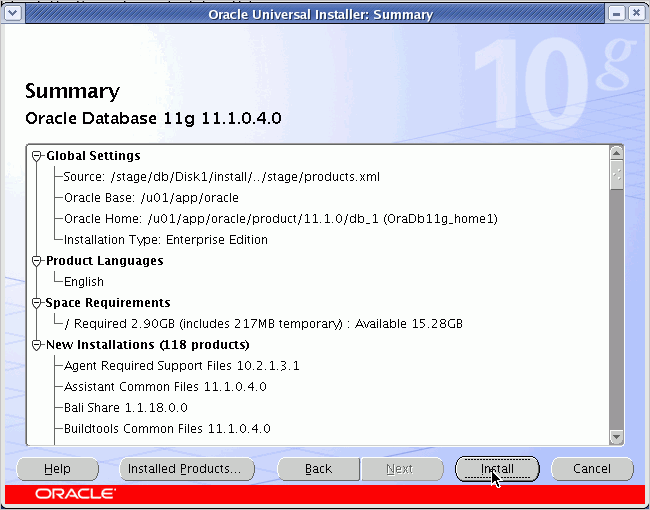 Oracle Universal Installer: Summary
10g
Summary
Oracle Database 11g 11.1.0.4.0
Global Settings
Source: /stage/db/Disk1/install/../stage/products.xml
Oracle Base: /u01/app/oracle
Oracle Home: /u01/app/oracle/product/11.1.0/db_1 (OraDb11g_home1)
Installation Type: Enterprise Edition
Product Languages
English
Space Requirements
/ Required 2.90GB (includes 217MB temporary) : Available 15.28GB
New Installations (118 products)
Agent Required Support Files 10.2.1.3.1
Assistant Common Files 11.1.0.4.0
Bali Share 1.1.18.0.0
Buildtools Common Files 11.1.0.4.0
Help Installed Products... Back Next Install Cancel
ORACLE